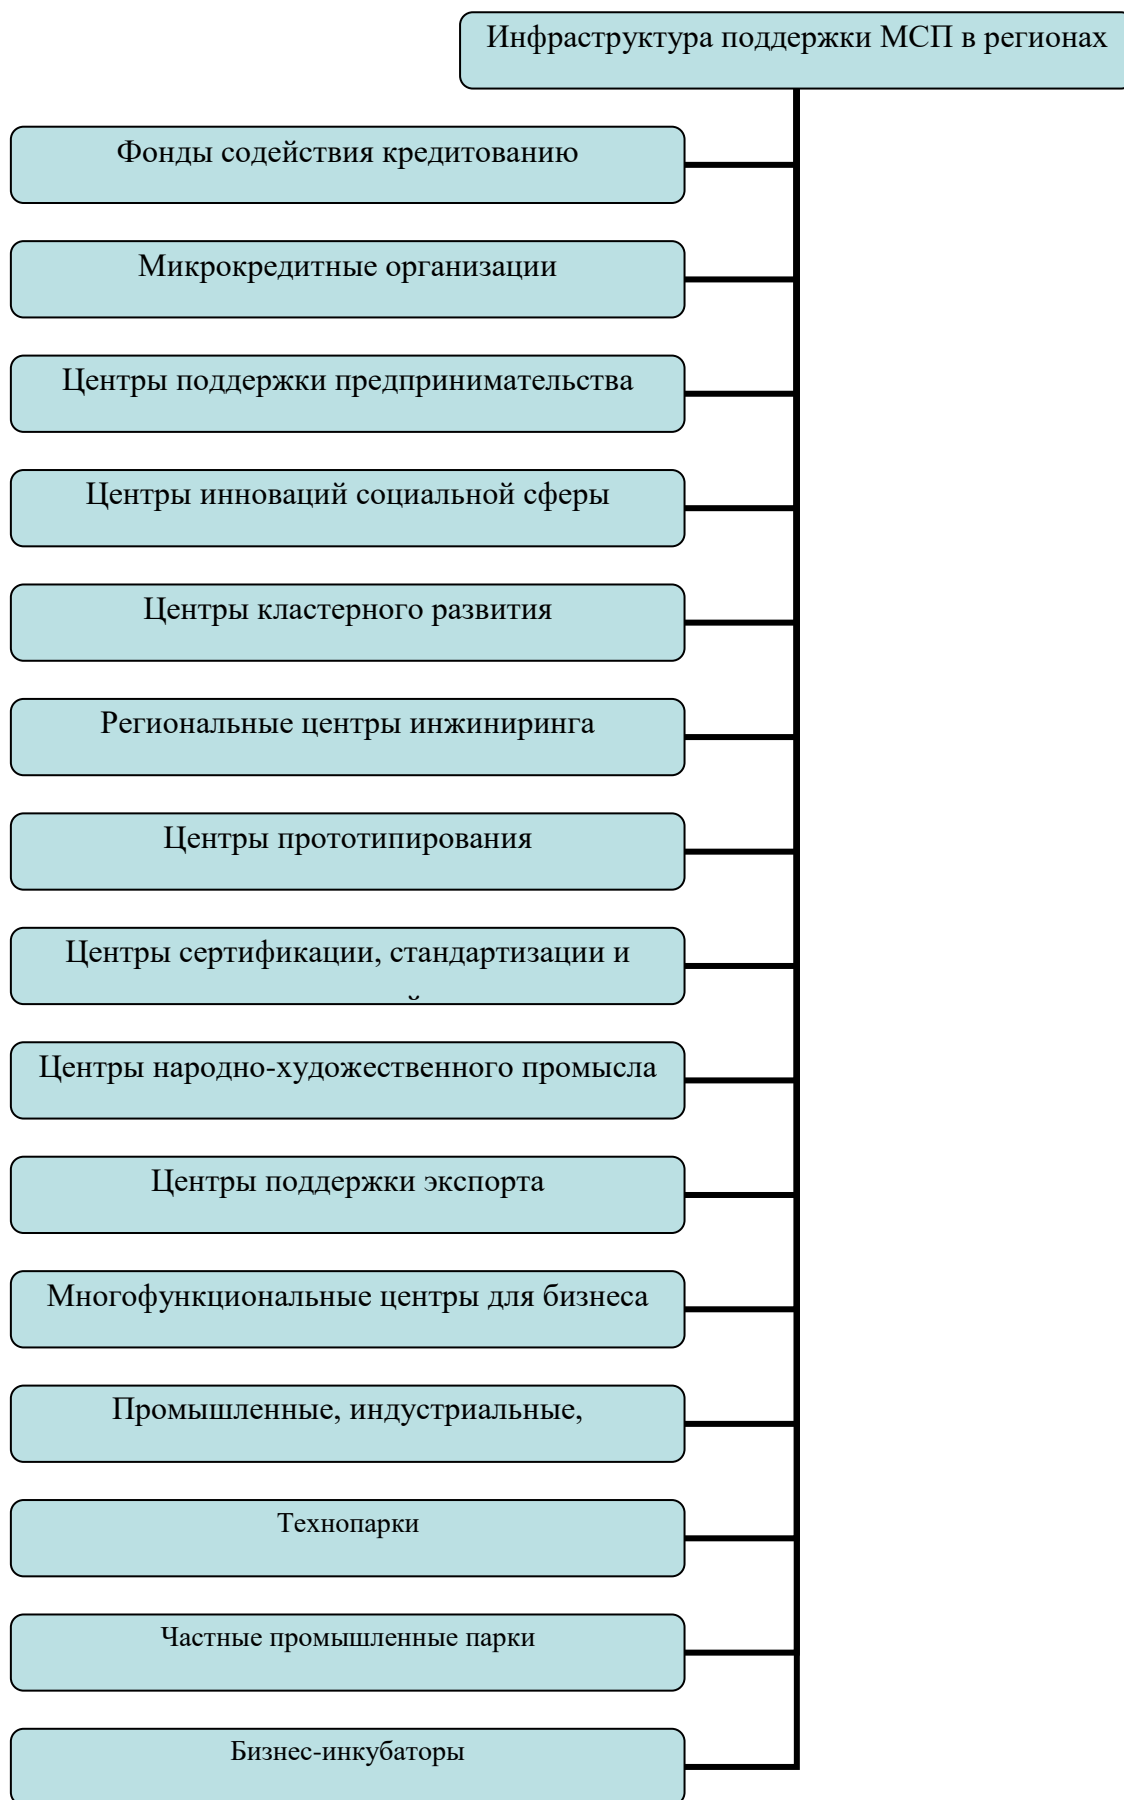 Инфраструктура поддержки МСП в регионах
Фонды содействия кредитованию
Микрокредитные организации
Центры поддержки предпринимательства
Центры инноваций социальной сферы
Центры кластерного развития
Региональные центры инжиниринга
Центры прототипирования
Центры сертификации, стандартизации и
Центры народно-художественного промысла
Центры поддержки экспорта
Многофункциональные центры для бизнеса
Промышленные, индустриальные,
Технопарки
Частные промышленные парки
Бизнес-инкубаторы